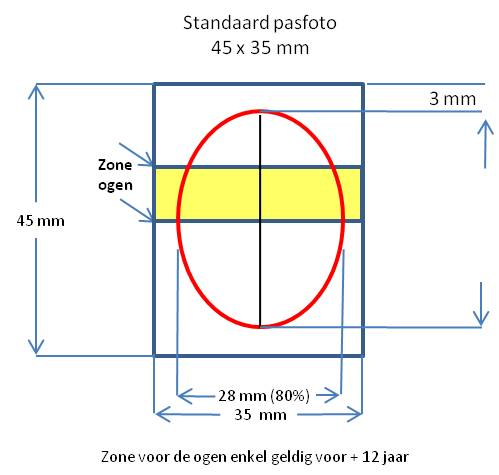 Standaard pasfoto
45 x 35 mm
3 mm
Zone
ogen
45 mm
28 mm (80%)
35 mm
Zone voor de ogen enkel geldig voor + 12 jaar